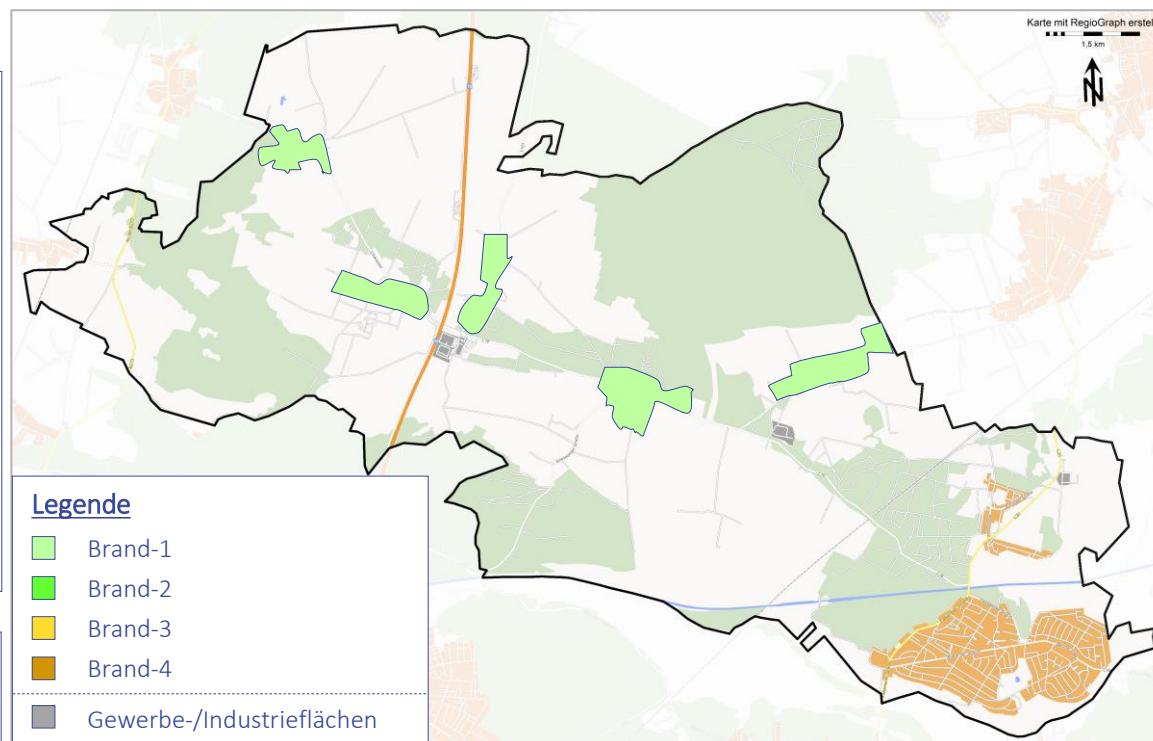 Karte mit RegioGraph erstel
1,5 km
N
Legende
Brand-1
Brand-2
Brand-3
Brand-4
Gewerbe-/Industrieflächen